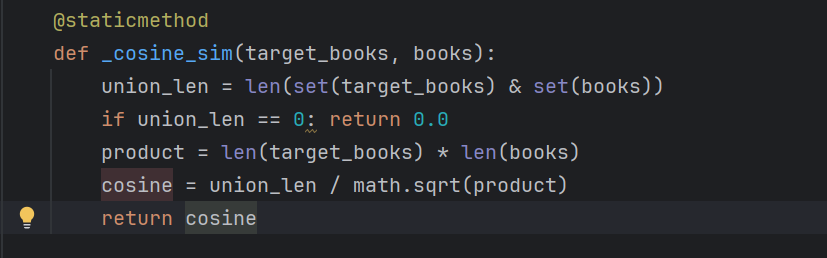 @staticmethod
def _cosine_sim(target_books, books):
    union_len = len(set(target_books) & set(books))
    if union_len == 0: return 0.0
    product = len(target_books) * len(books)
    cosine = union_len / math.sqrt(product)
    return cosine